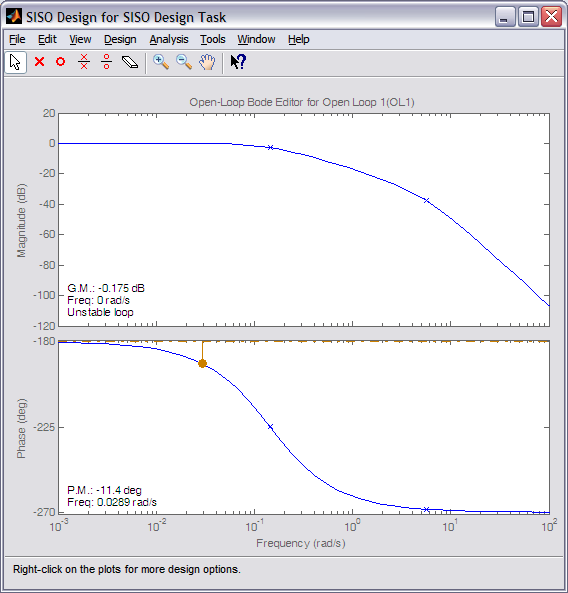 SISO Design for SISO Design Task
File Edit View Design Analysis Tools Window Help
Open-Loop Bode Editor for Open Loop 1(OL1)
20
0
-20
-40
-60
-80
-100
-120
Magnitude (dB)
G.M.: -0.175 dB
Freq: 0 rad/s
Unstable loop
-180
-225
-270
Phase (deg)
P.M.: -11.4 deg
Freq: 0.0289 rad/s
10^-3 10^-2 10^-1 10^0 10^1 10^2
Frequency (rad/s)
Right-click on the plots for more design options.